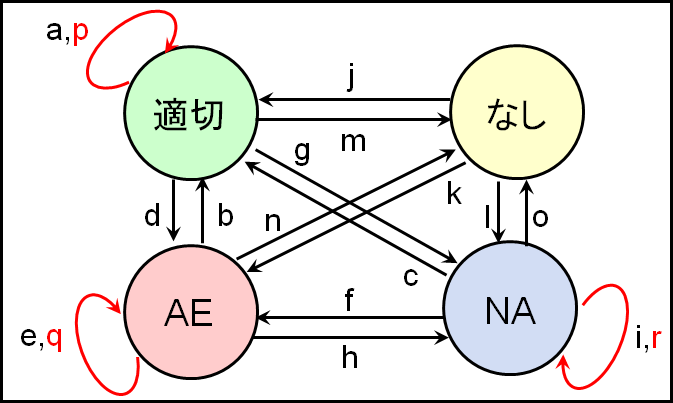 a,p
適切
j
m
なし
g
k
d
b
n
l
o
c
AE
f
h
NA
e,q
i,r